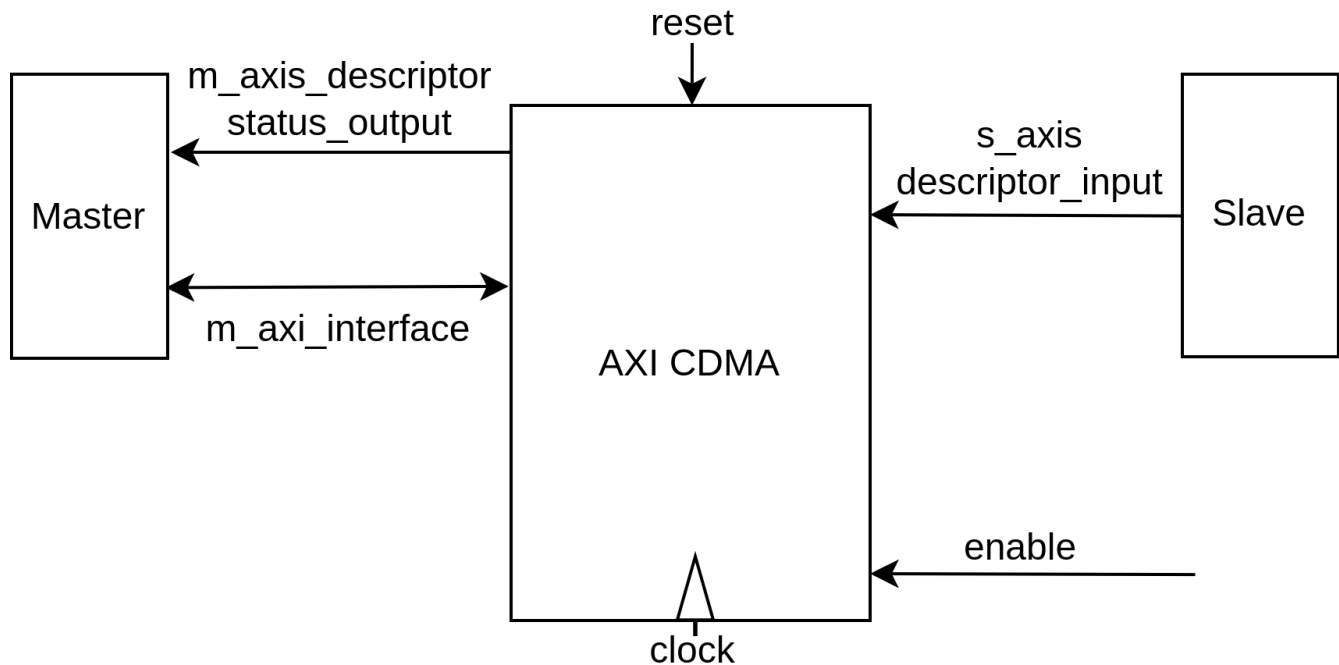 reset
m_axis_descriptor
status_output
s_axis
descriptor_input
Master
Slave
m_axi_interface
AXI CDMA
enable
clock